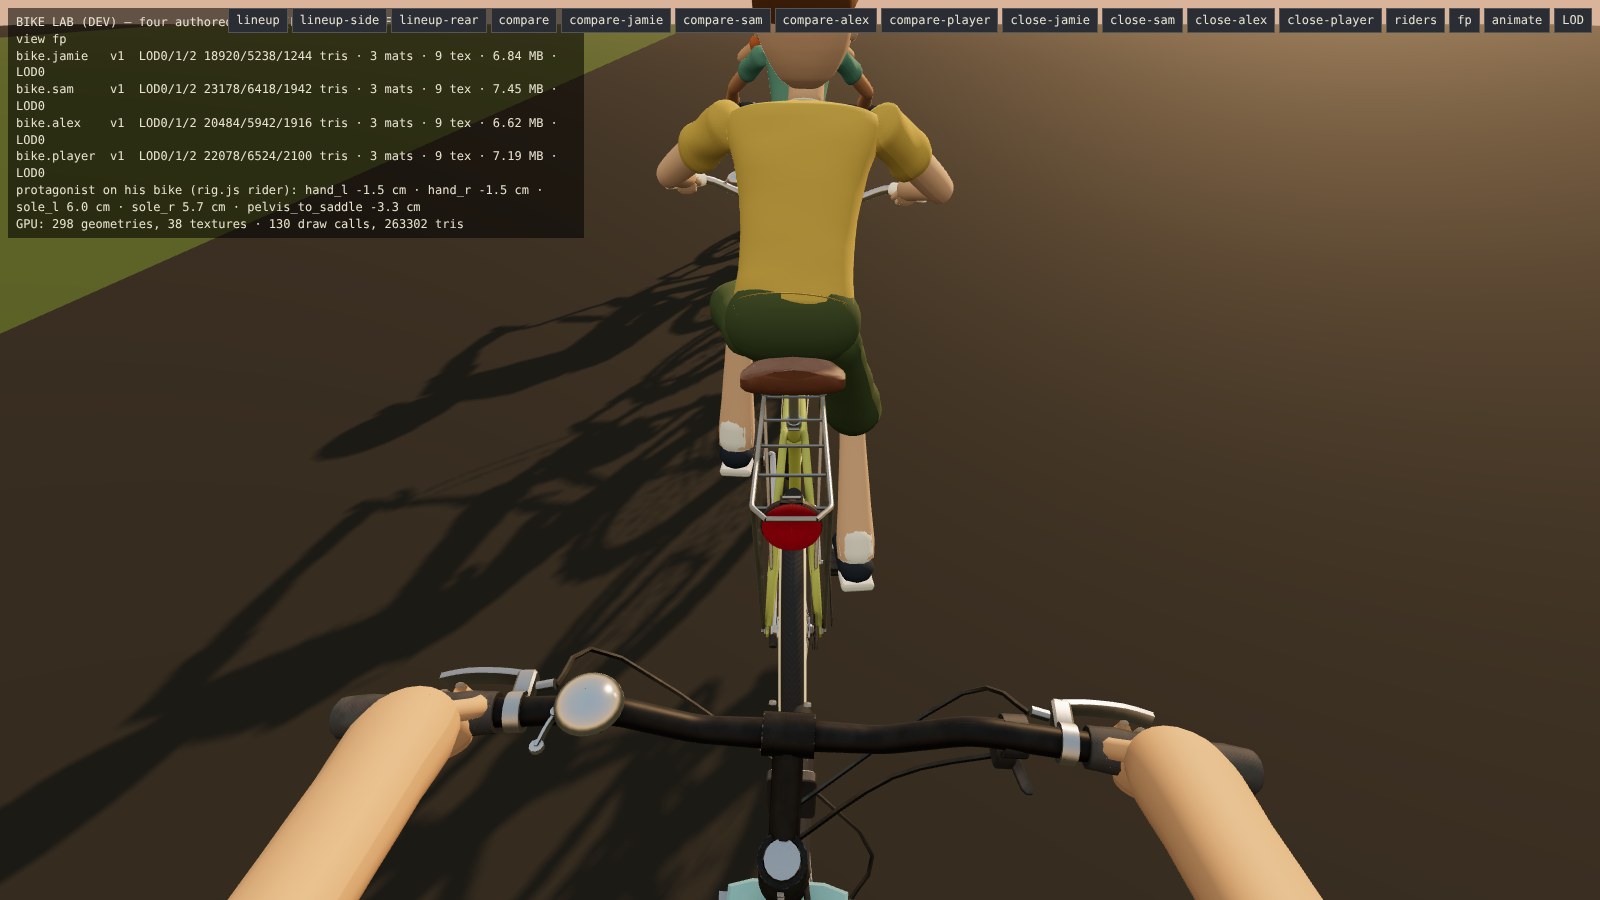 BIKE LAB (DEV) — four authored
lineup lineup-side lineup-rear compare compare-jamie compare-sam compare-alex compare-player close-jamie close-sam close-alex close-player riders fp animate LOD
view fp
bike.jamie v1 LOD0/1/2 18920/5238/1244 tris · 3 mats · 9 tex · 6.84 MB ·
LOD0
bike.sam v1 LOD0/1/2 23178/6418/1942 tris · 3 mats · 9 tex · 7.45 MB ·
LOD0
bike.alex v1 LOD0/1/2 20484/5942/1916 tris · 3 mats · 9 tex · 6.62 MB ·
LOD0
bike.player v1 LOD0/1/2 22078/6524/2100 tris · 3 mats · 9 tex · 7.19 MB ·
LOD0
protagonist on his bike (rig.js rider): hand_l -1.5 cm · hand_r -1.5 cm ·
sole_l 6.0 cm · sole_r 5.7 cm · pelvis_to_saddle -3.3 cm
GPU: 298 geometries, 38 textures · 130 draw calls, 263302 tris